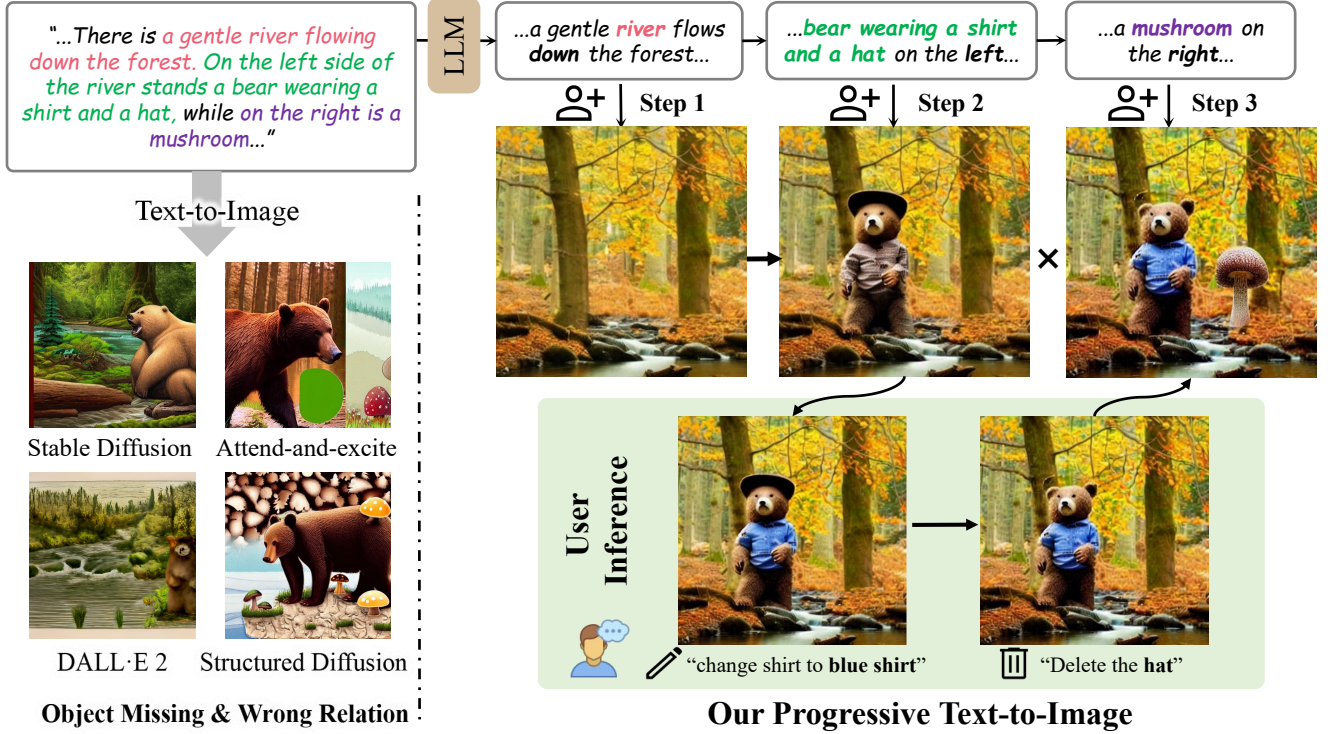 “...There is a gentle river flowing
down the forest. On the left side of
the river stands a bear wearing a
shirt and a hat, while on the right is a
mushroom...”
LLM
...a gentle river flows
down the forest...
...bear wearing a shirt
and a hat on the left...
...a mushroom on
the right...
Step 1
Step 2
Step 3
Text-to-Image
Stable Diffusion
Attend-and-excite
DALL·E 2
Structured Diffusion
Object Missing & Wrong Relation
User
Inference
“change shirt to blue shirt”
“Delete the hat”
Our Progressive Text-to-Image